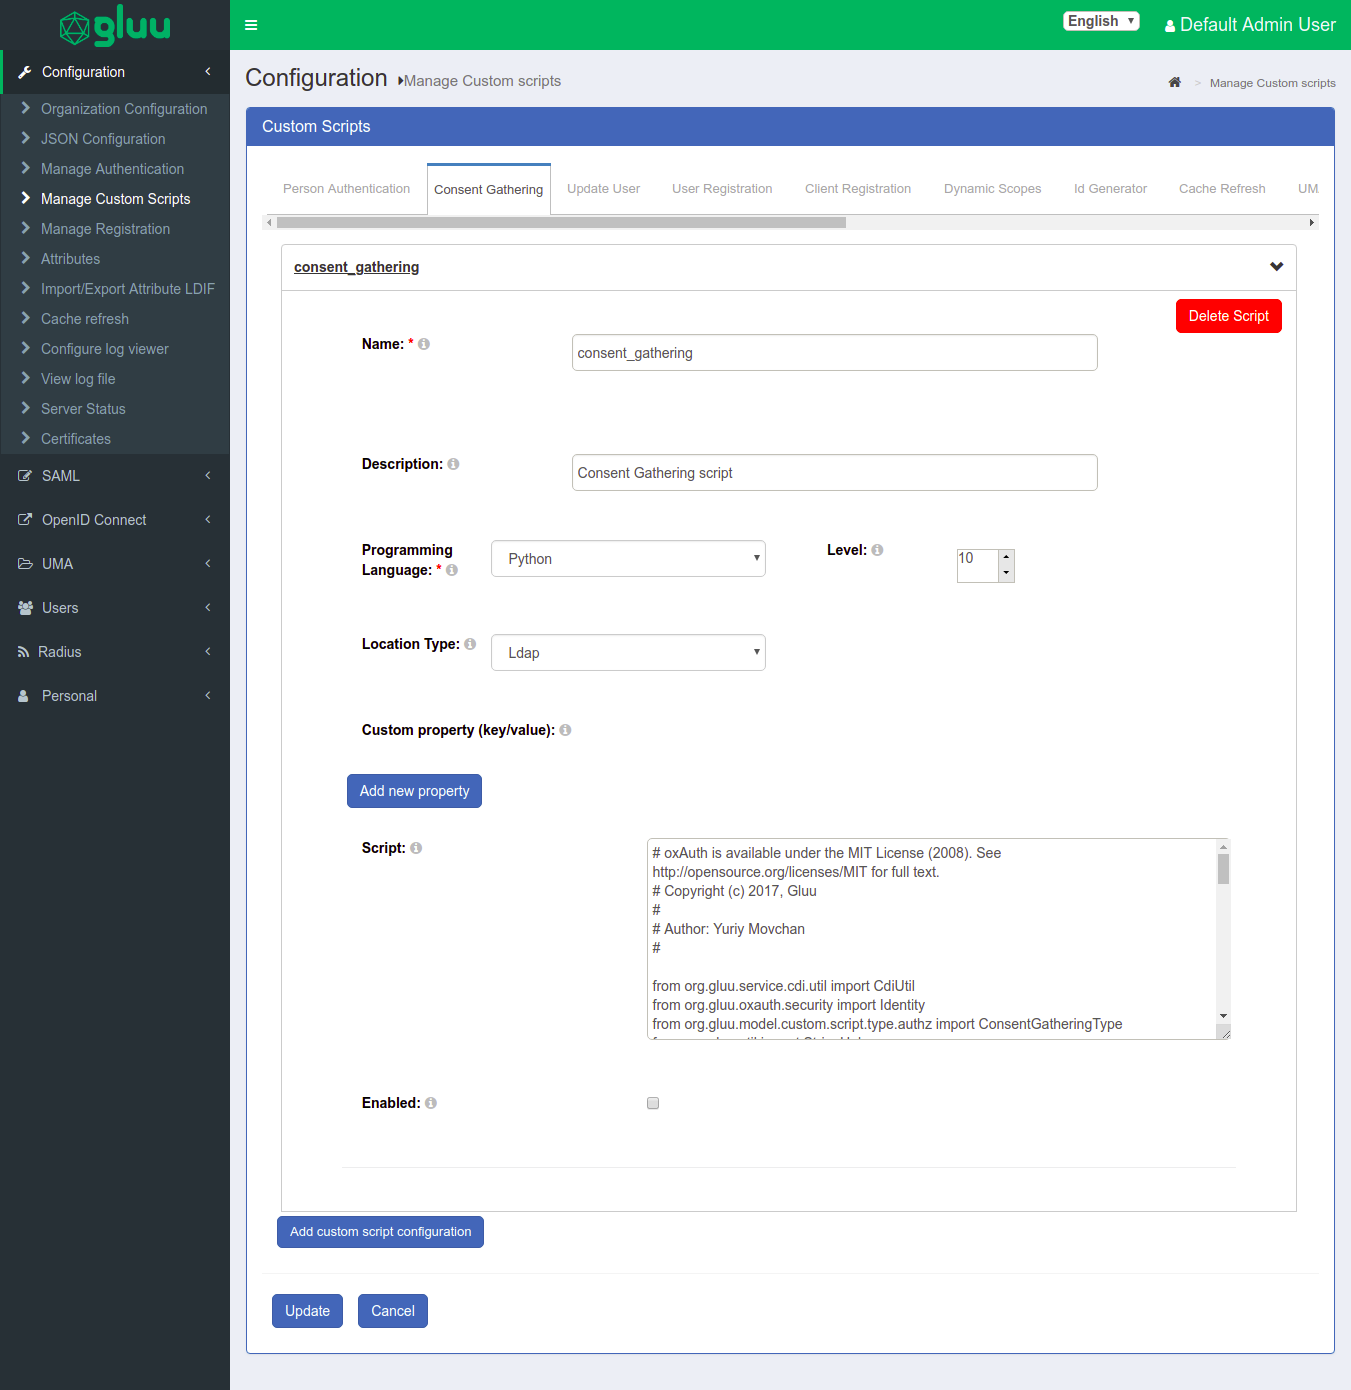 gluu
English
Default Admin User
Configuration
Organization Configuration
JSON Configuration
Manage Authentication
Manage Custom Scripts
Manage Registration
Attributes
Import/Export Attribute LDIF
Cache refresh
Configure log viewer
View log file
Server Status
Certificates
SAML
OpenID Connect
UMA
Users
Radius
Personal
Configuration Manage Custom scripts
> Manage Custom scripts
Custom Scripts
Person Authentication Consent Gathering Update User User Registration Client Registration Dynamic Scopes Id Generator Cache Refresh UM
consent_gathering
Delete Script
Name: *
consent_gathering
Description:
Consent Gathering script
Programming
Language: *
Python
Level:
10
Location Type:
Ldap
Custom property (key/value):
Add new property
Script:
# oxAuth is available under the MIT License (2008). See
http://opensource.org/licenses/MIT for full text.
# Copyright (c) 2017, Gluu
#
# Author: Yuriy Movchan
#
from org.gluu.service.cdi.util import CdiUtil
from org.gluu.oxauth.security import Identity
from org.gluu.model.custom.script.type.authz import ConsentGatheringType
Enabled:
Add custom script configuration
Update
Cancel